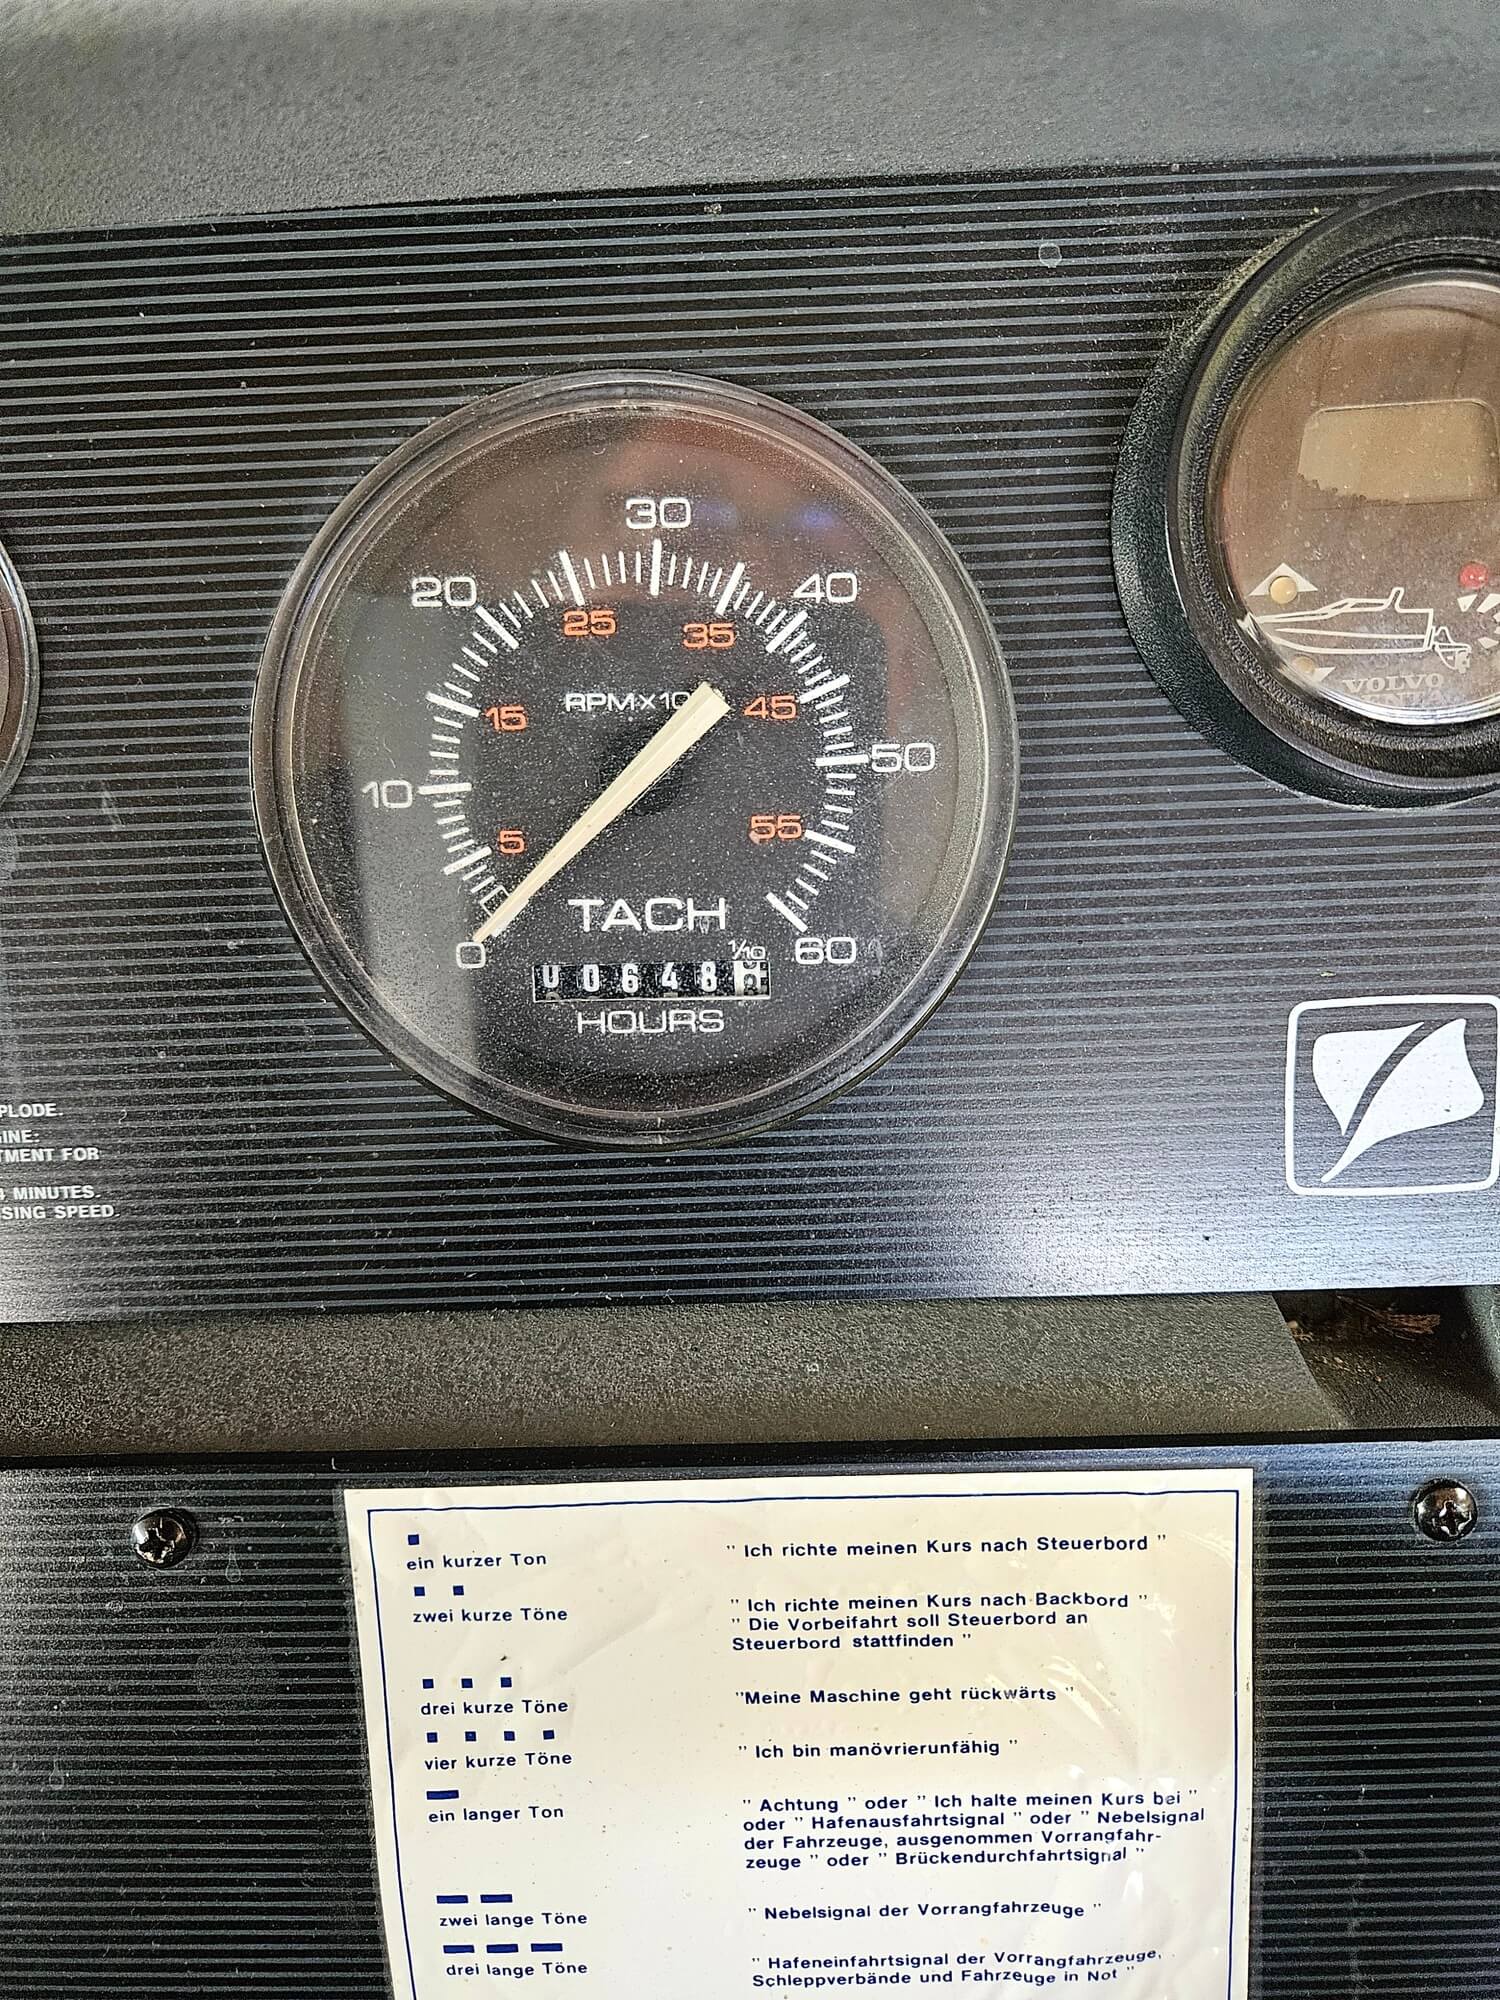 30
20
40
25
35
RPM X 10
15
45
50
10
5
55
TACH
1/10
0
60
0 0 6 4 8
HOURS
VOLVO
PENTA
PLODE.
GINE:
TMENT FOR
4 MINUTES.
SING SPEED.
ein kurzer Ton
" Ich richte meinen Kurs nach Steuerbord "
zwei kurze Töne
" Ich richte meinen Kurs nach Backbord "
" Die Vorbeifahrt soll Steuerbord an
Steuerbord stattfinden "
drei kurze Töne
"Meine Maschine geht rückwärts "
vier kurze Töne
" Ich bin manövrierunfähig "
ein langer Ton
" Achtung " oder " Ich halte meinen Kurs bei "
oder " Hafenausfahrtsignal " oder " Nebelsignal
der Fahrzeuge, ausgenommen Vorrangfahr-
zeuge " oder " Brückendurchfahrtsignal "
zwei lange Töne
" Nebelsignal der Vorrangfahrzeuge "
drei lange Töne
" Hafeneinfahrtsignal der Vorrangfahrzeuge,
Schleppverbände und Fahrzeuge in Not "